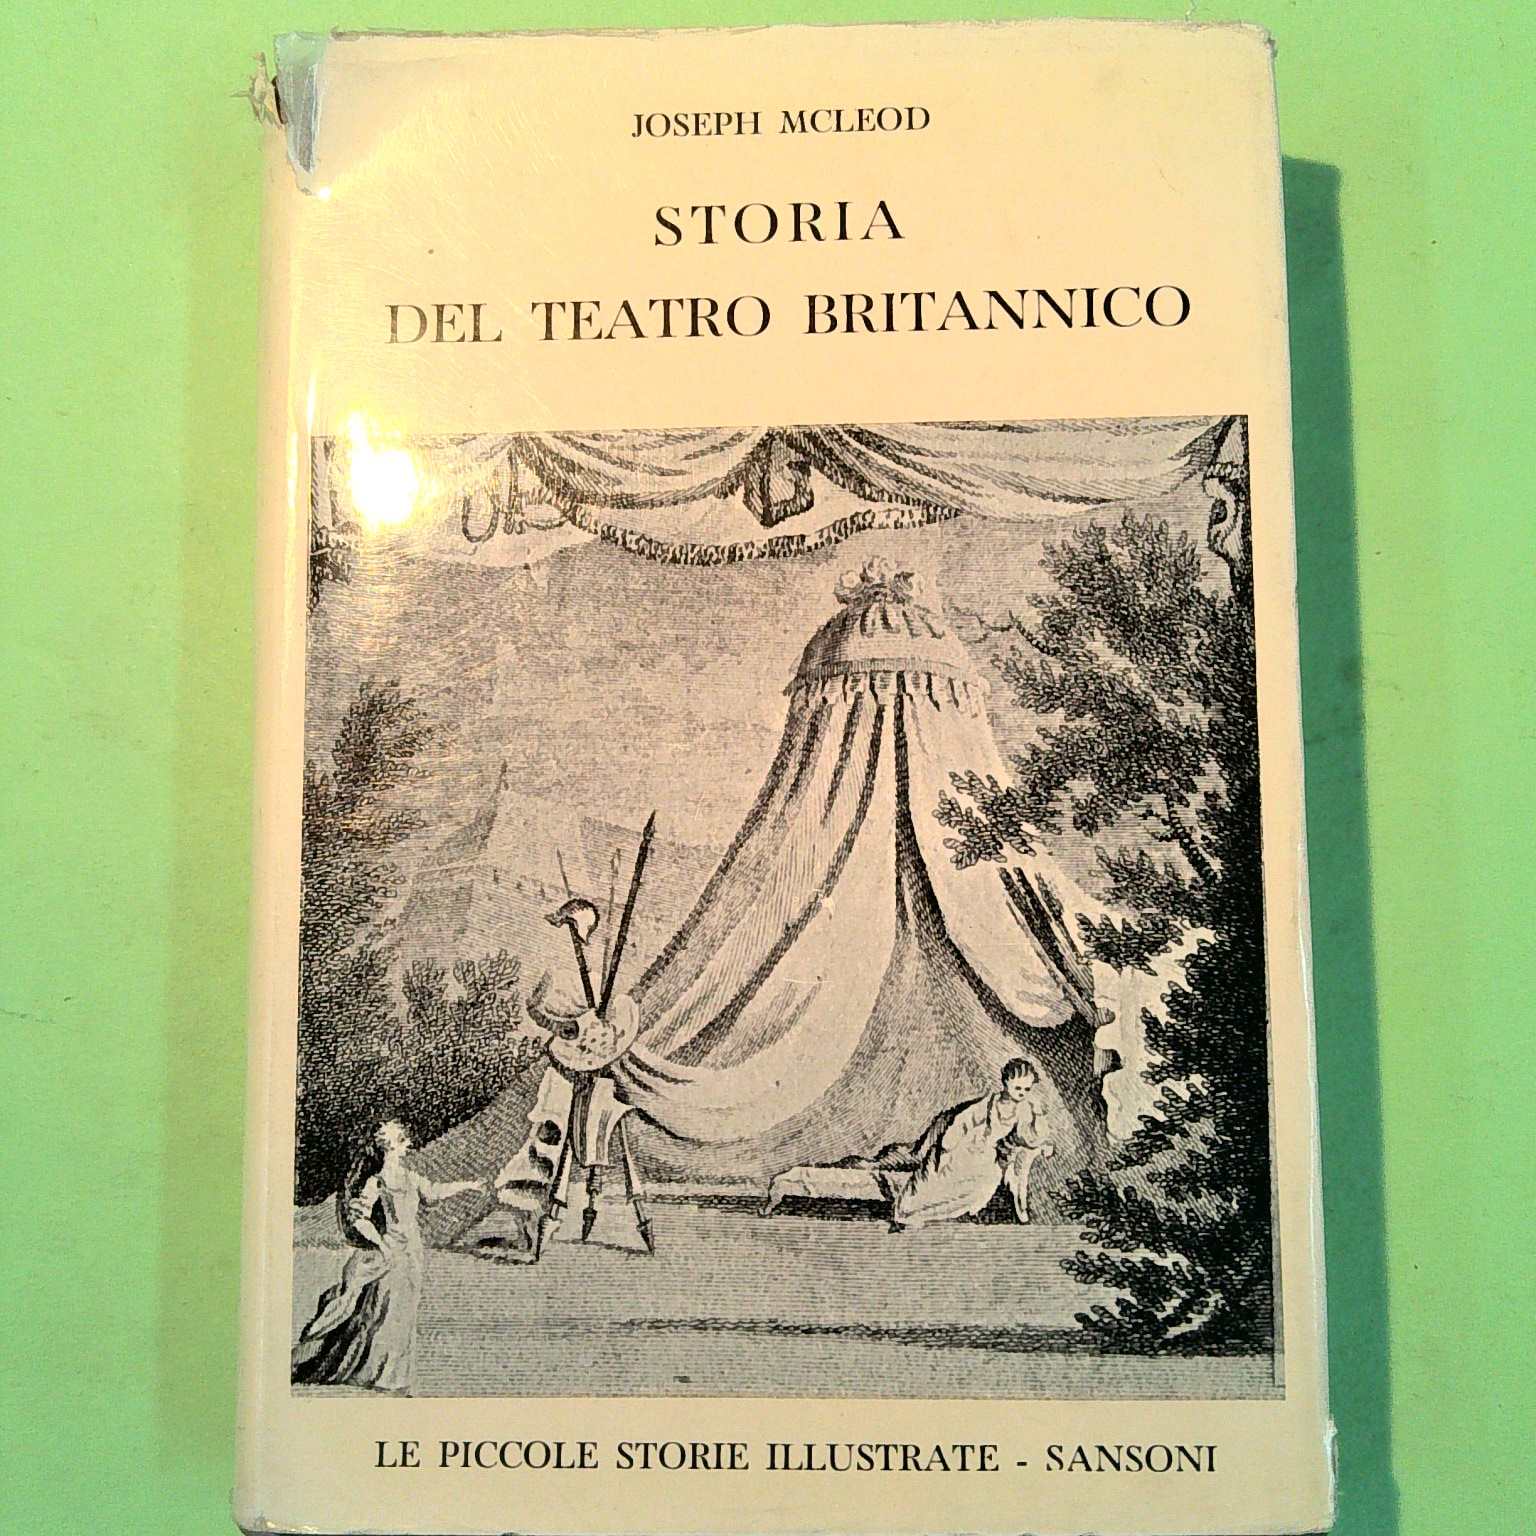 JOSEPH MCLEOD
STORIA
DEL TEATRO BRITANNICO
LE PICCOLE STORIE ILLUSTRATE - SANSONI